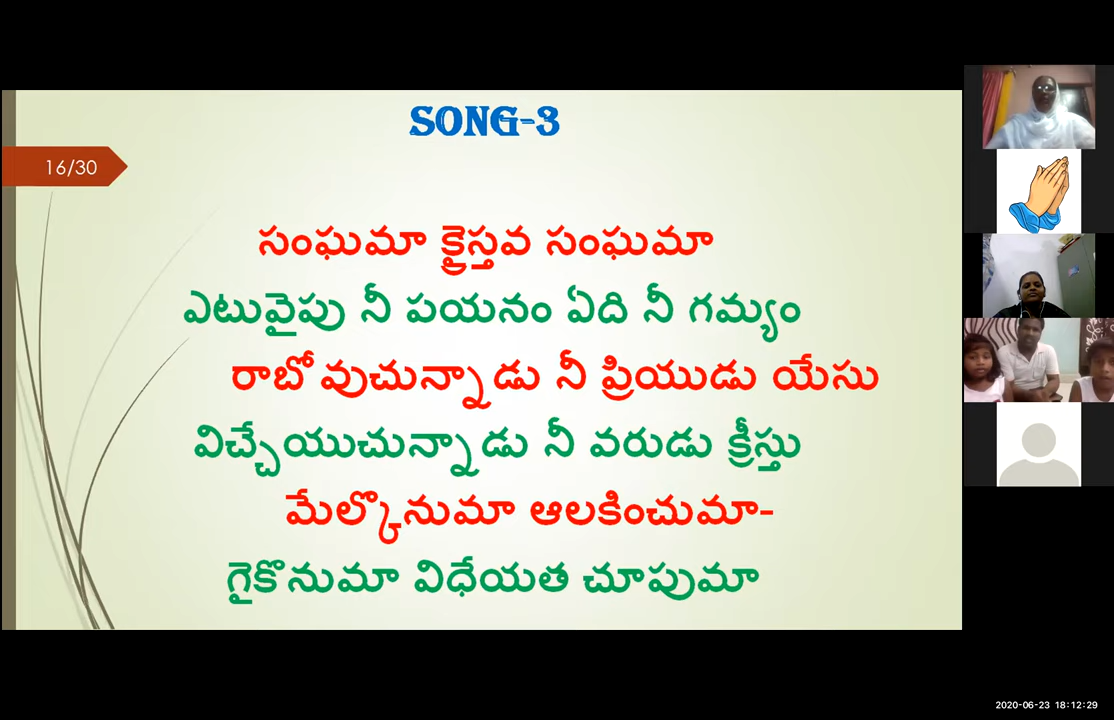 SONG-3
16/30
సంఘమా క్రైస్తవ సంఘమా
ఎటువైపు నీ పయనం ఏది నీ గమ్యం
రాబోవుచున్నాడు నీ ప్రియుడు యేసు
విచ్చేయుచున్నాడు నీ వరుడు క్రీస్తు
మేల్కొనుమా ఆలకించుమా-
గైకొనుమా విధేయత చూపుమా
2020-06-23 18:12:29